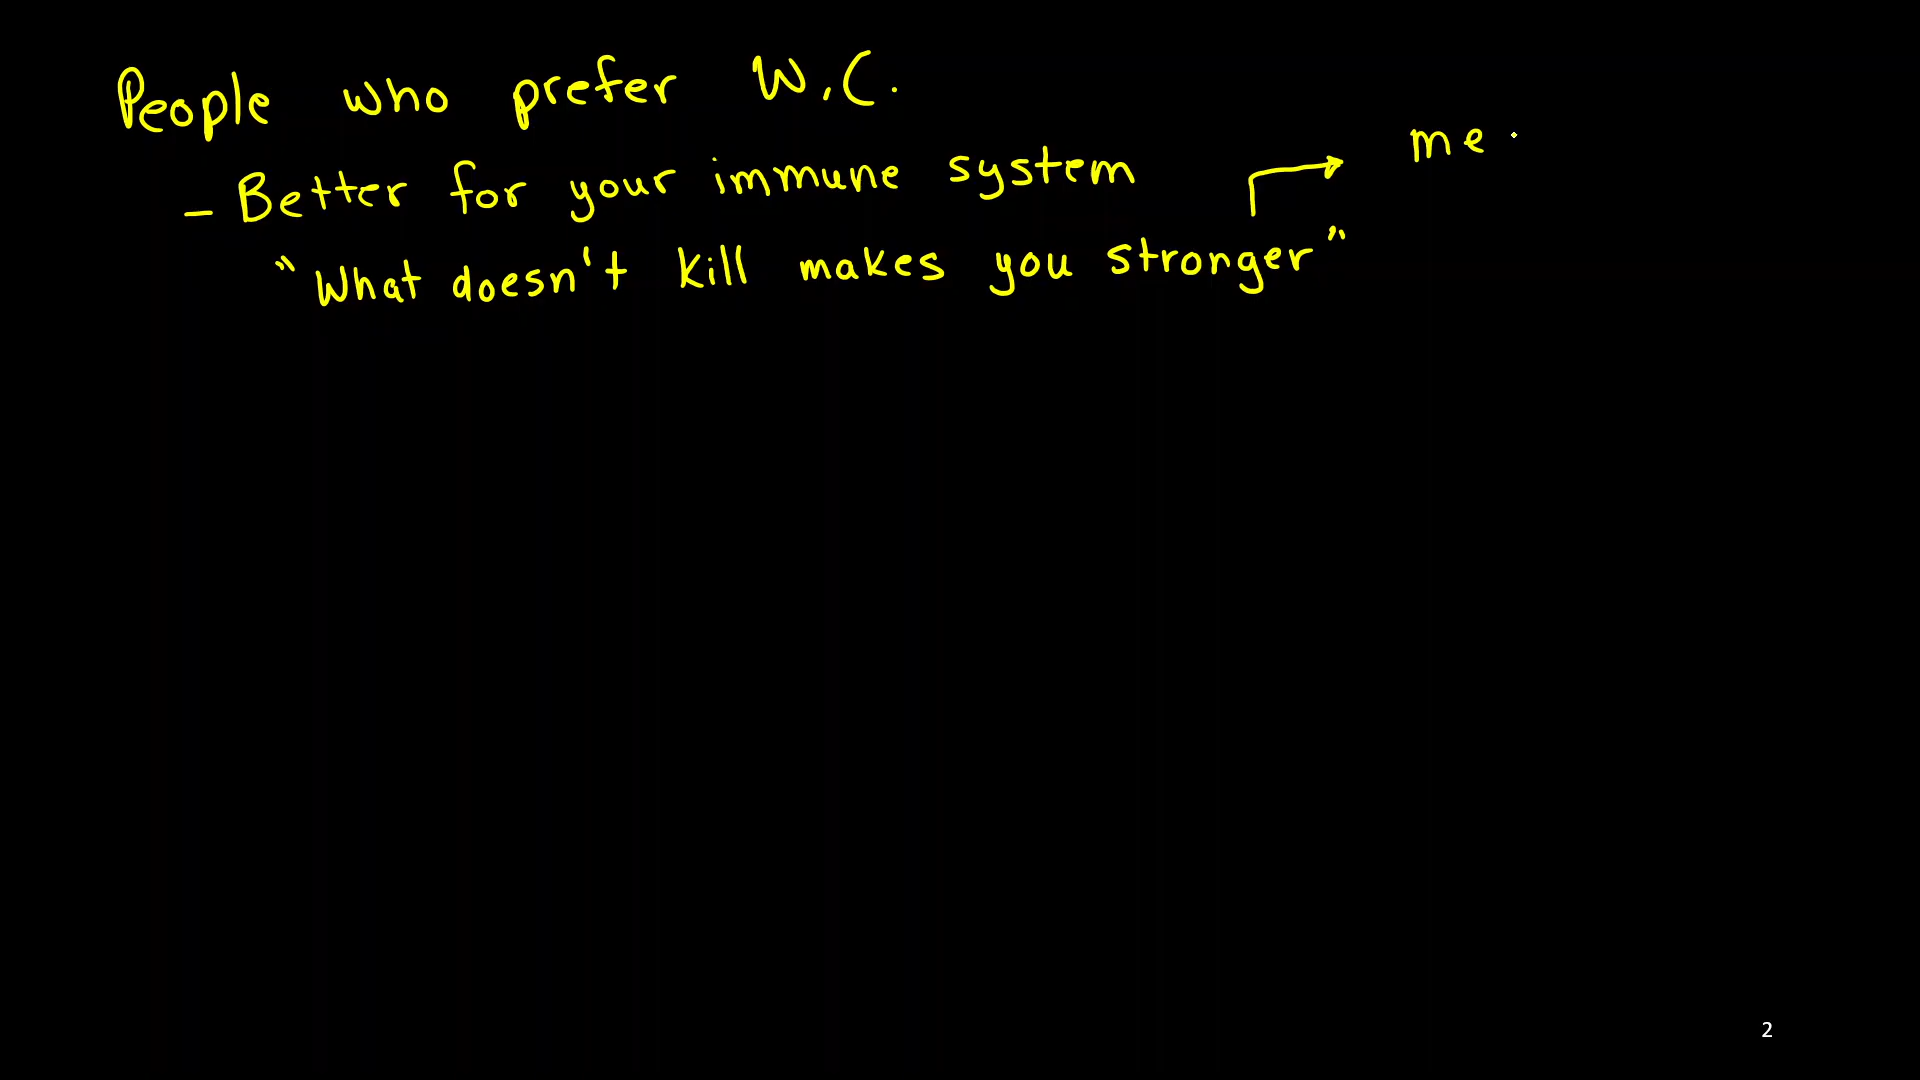 People who prefer W.C.
- Better for your immune system
me
"What doesn't kill makes you stronger"
2